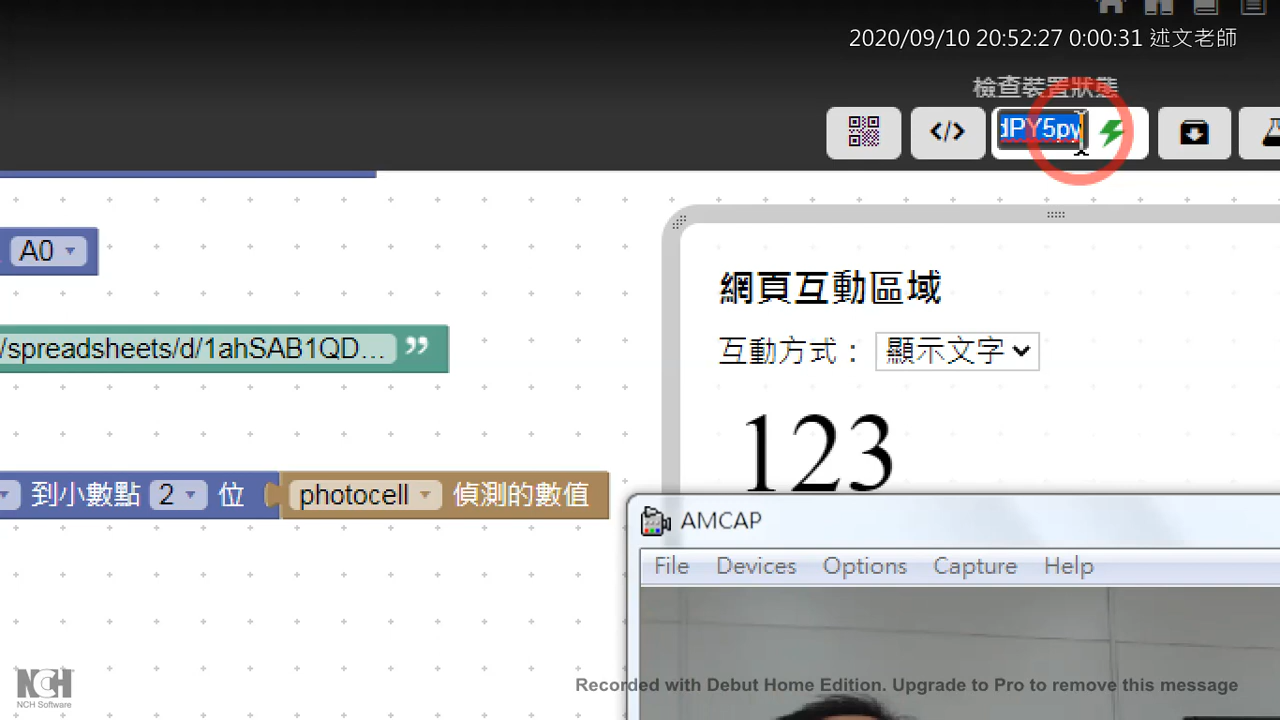 2020/09/10 20:52:27 0:00:31 述文老師
檢查裝置狀態
</>
dPY5py
A0
/spreadsheets/d/1ahSAB1QD... ”
網頁互動區域
互動方式： 顯示文字
123
到小數點 2 位 photocell 偵測的數值
AMCAP
File Devices Options Capture Help
NCH
NCH Software
Recorded with Debut Home Edition. Upgrade to Pro to remove this message